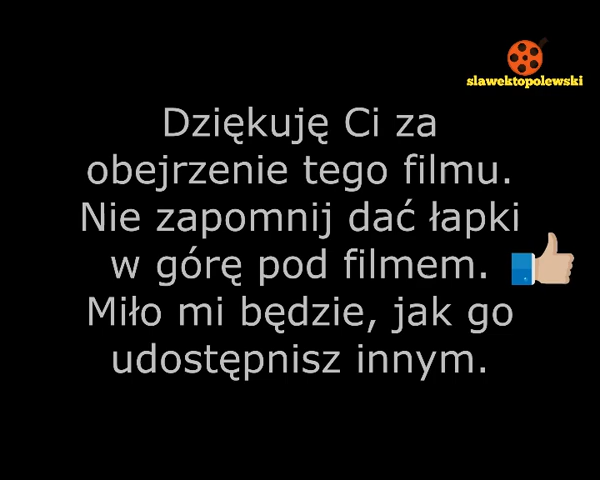 slawektopolewski
Dziękuję Ci za
obejrzenie tego filmu.
Nie zapomnij dać łapki
w górę pod filmem.
Miło mi będzie, jak go
udostępnisz innym.